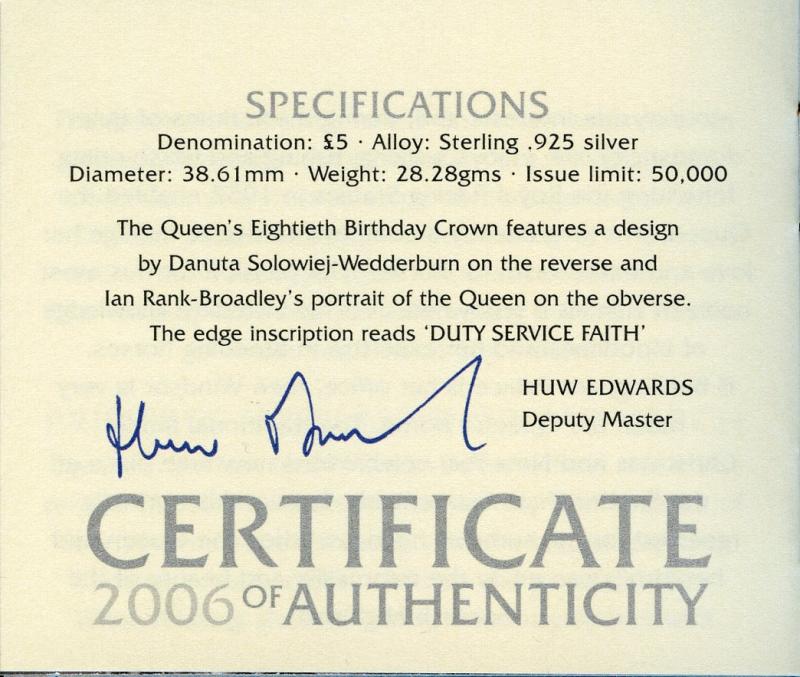 SPECIFICATIONS
Denomination: £5 · Alloy: Sterling .925 silver
Diameter: 38.61mm · Weight: 28.28gms · Issue limit: 50,000
The Queen's Eightieth Birthday Crown features a design
by Danuta Solowiej-Wedderburn on the reverse and
Ian Rank-Broadley's portrait of the Queen on the obverse.
The edge inscription reads 'DUTY SERVICE FAITH'
HUW EDWARDS
Deputy Master
CERTIFICATE
2006 OF AUTHENTICITY